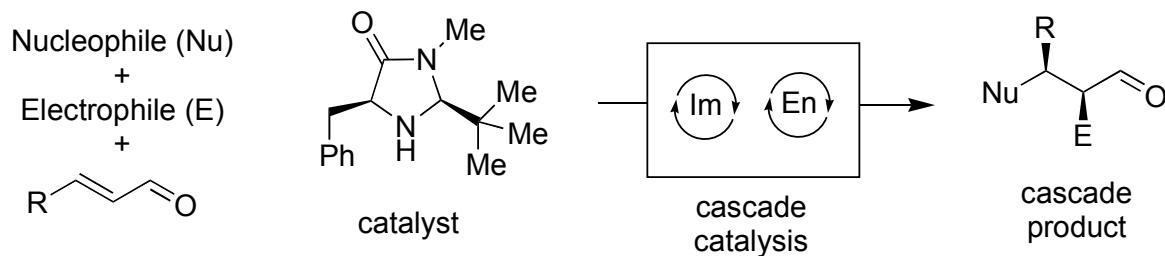 Nucleophile (Nu)
+
Electrophile (E)
+
R
O
O
Me
N
N
H
Ph
Me
Me
Me
catalyst
Im
En
cascade
catalysis
R
Nu
O
E
cascade
product